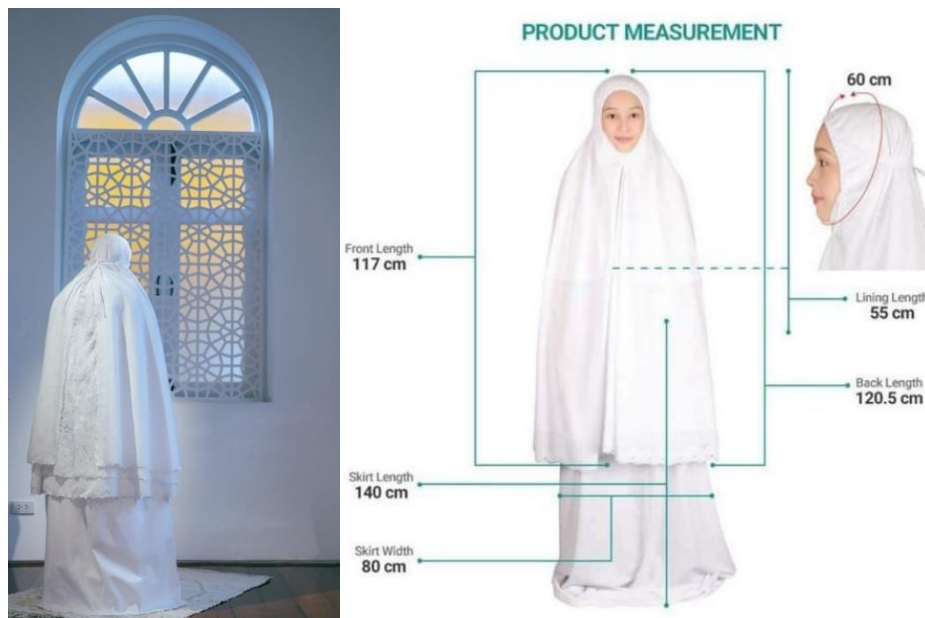 PRODUCT MEASUREMENT
60 cm
Front Length
117 cm
Lining Length
55 cm
Back Length
120.5 cm
Skirt Length
140 cm
Skirt Width
80 cm